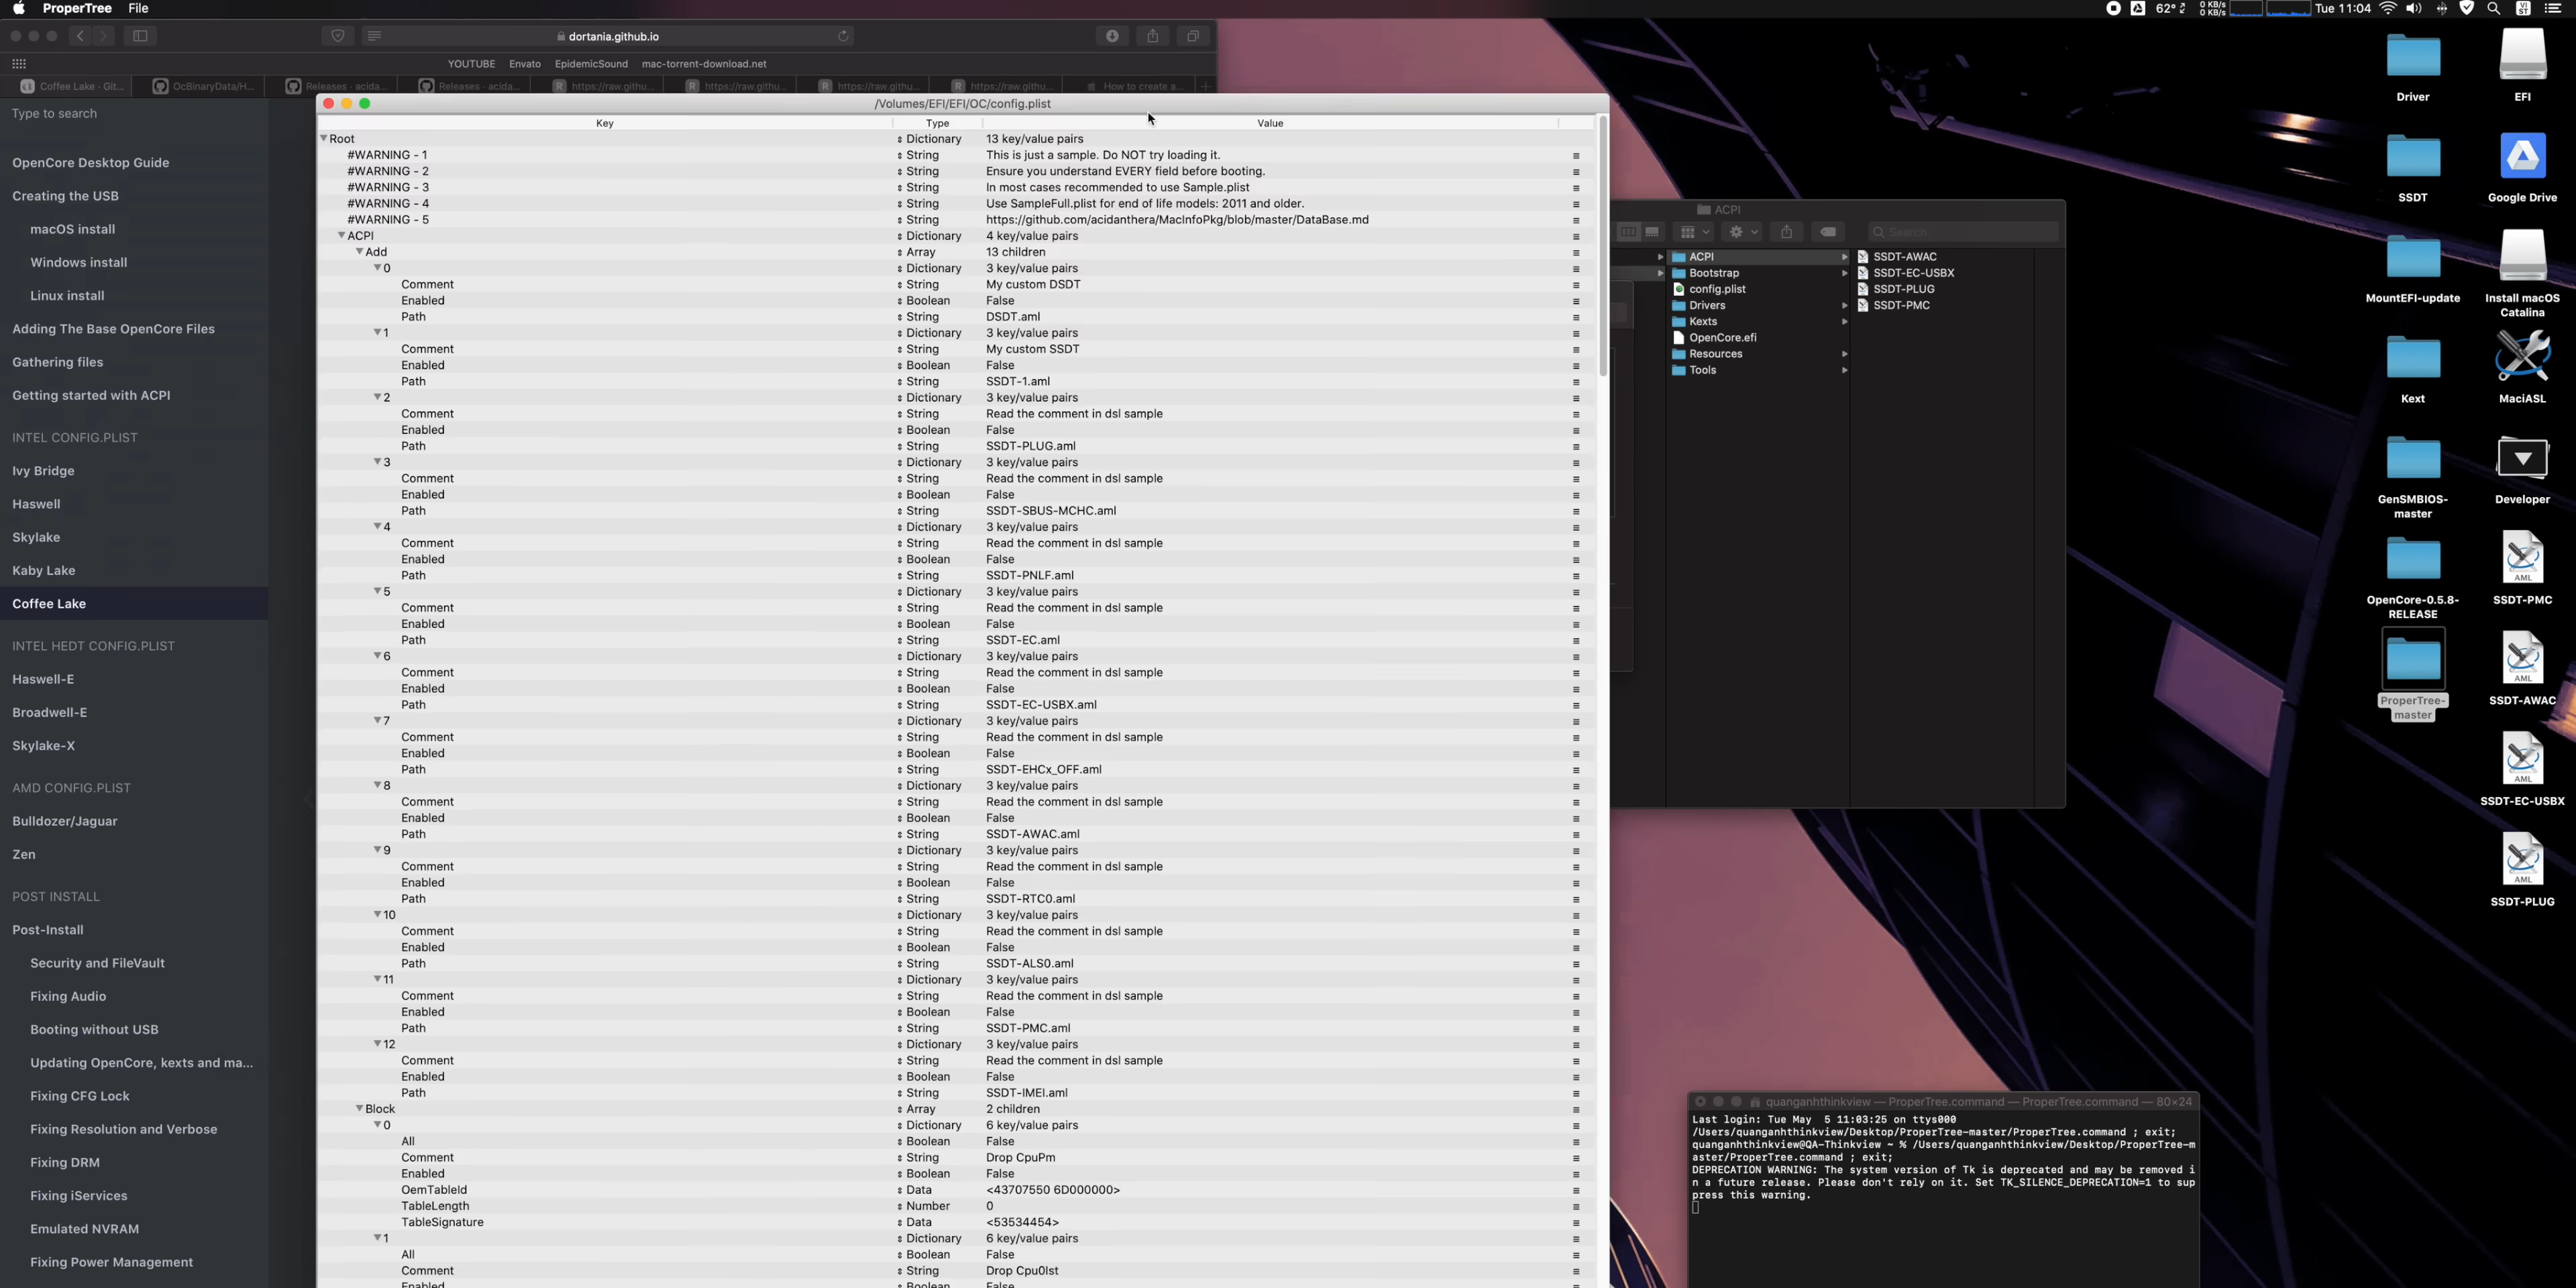 ProperTree File
62° 0 KB/s 0 KB/s Tue 11:04 VI ST
dortania.github.io
YOUTUBE Envato EpidemicSound mac-torrent-download.net
Coffee Lake - Git... OcBinaryData/H... Releases - acida... Releases - acida... https://raw.githu... https://raw.githu... https://raw.githu... https://raw.githu... How to create a...
Type to search
OpenCore Desktop Guide
Creating the USB
macOS install
Windows install
Linux install
Adding The Base OpenCore Files
Gathering files
Getting started with ACPI
INTEL CONFIG.PLIST
Ivy Bridge
Haswell
Skylake
Kaby Lake
Coffee Lake
INTEL HEDT CONFIG.PLIST
Haswell-E
Broadwell-E
Skylake-X
AMD CONFIG.PLIST
Bulldozer/Jaguar
Zen
POST INSTALL
Post-Install
Security and FileVault
Fixing Audio
Booting without USB
Updating OpenCore, kexts and ma...
Fixing CFG Lock
Fixing Resolution and Verbose
Fixing DRM
Fixing iServices
Emulated NVRAM
Fixing Power Management
/Volumes/EFI/EFI/OC/config.plist
Key Type Value
Root Dictionary 13 key/value pairs
#WARNING - 1 String This is just a sample. Do NOT try loading it.
#WARNING - 2 String Ensure you understand EVERY field before booting.
#WARNING - 3 String In most cases recommended to use Sample.plist
#WARNING - 4 String Use SampleFull.plist for end of life models: 2011 and older.
#WARNING - 5 String https://github.com/acidanthera/MacInfoPkg/blob/master/DataBase.md
ACPI Dictionary 4 key/value pairs
Add Array 13 children
0 Dictionary 3 key/value pairs
Comment String My custom DSDT
Enabled Boolean False
Path String DSDT.aml
1 Dictionary 3 key/value pairs
Comment String My custom SSDT
Enabled Boolean False
Path String SSDT-1.aml
2 Dictionary 3 key/value pairs
Comment String Read the comment in dsl sample
Enabled Boolean False
Path String SSDT-PLUG.aml
3 Dictionary 3 key/value pairs
Comment String Read the comment in dsl sample
Enabled Boolean False
Path String SSDT-SBUS-MCHC.aml
4 Dictionary 3 key/value pairs
Comment String Read the comment in dsl sample
Enabled Boolean False
Path String SSDT-PNLF.aml
5 Dictionary 3 key/value pairs
Comment String Read the comment in dsl sample
Enabled Boolean False
Path String SSDT-EC.aml
6 Dictionary 3 key/value pairs
Comment String Read the comment in dsl sample
Enabled Boolean False
Path String SSDT-EC-USBX.aml
7 Dictionary 3 key/value pairs
Comment String Read the comment in dsl sample
Enabled Boolean False
Path String SSDT-EHCx_OFF.aml
8 Dictionary 3 key/value pairs
Comment String Read the comment in dsl sample
Enabled Boolean False
Path String SSDT-AWAC.aml
9 Dictionary 3 key/value pairs
Comment String Read the comment in dsl sample
Enabled Boolean False
Path String SSDT-RTC0.aml
10 Dictionary 3 key/value pairs
Comment String Read the comment in dsl sample
Enabled Boolean False
Path String SSDT-ALS0.aml
11 Dictionary 3 key/value pairs
Comment String Read the comment in dsl sample
Enabled Boolean False
Path String SSDT-PMC.aml
12 Dictionary 3 key/value pairs
Comment String Read the comment in dsl sample
Enabled Boolean False
Path String SSDT-IMEI.aml
Block Array 2 children
0 Dictionary 6 key/value pairs
All Boolean False
Comment String Drop CpuPm
Enabled Boolean False
OemTableId Data <43707550 6D000000>
TableLength Number 0
TableSignature Data <53534454>
1 Dictionary 6 key/value pairs
All Boolean False
Comment String Drop Cpu0Ist
Enabled Boolean False
ACPI
Search
ACPI
Bootstrap
config.plist
Drivers
Kexts
OpenCore.efi
Resources
Tools
SSDT-AWAC
SSDT-EC-USBX
SSDT-PLUG
SSDT-PMC
Driver EFI
SSDT Google Drive
MountEFI-update Install macOS
Catalina
Kext MaciASL
GenSMBIOS-
master
Developer
OpenCore-0.5.8-
RELEASE
AML
SSDT-PMC
ProperTree-
master
AML
SSDT-AWAC
AML
SSDT-EC-USBX
AML
SSDT-PLUG
quanganhthinkview — ProperTree.command — ProperTree.command — 80×24
Last login: Tue May 5 11:03:25 on ttys000
/Users/quanganhthinkview/Desktop/ProperTree-master/ProperTree.command ; exit;
quanganhthinkview@QA-Thinkview ~ % /Users/quanganhthinkview/Desktop/ProperTree-m
aster/ProperTree.command ; exit;
DEPRECATION WARNING: The system version of Tk is deprecated and may be removed i
n a future release. Please don't rely on it. Set TK_SILENCE_DEPRECATION=1 to sup
press this warning.